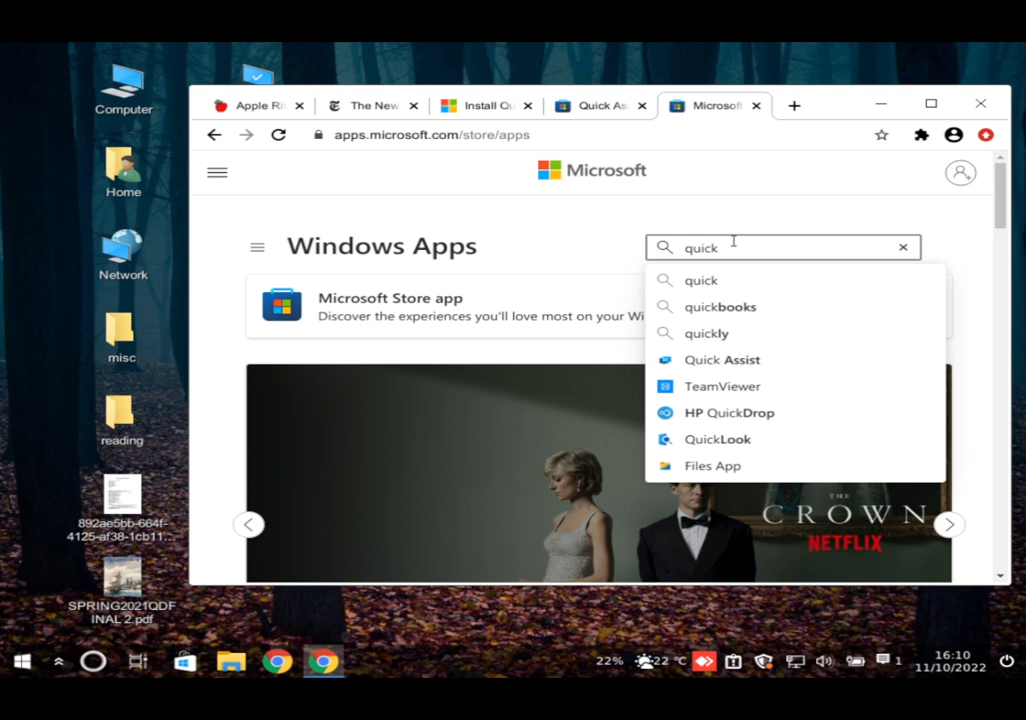 Computer
Home
Network
misc
reading
892ae5bb-664f-
4125-af38-1cb11...
SPRING2021QDF
INAL 2.pdf
Apple Ri
The New
Install Qu
Quick As
Microsoft
apps.microsoft.com/store/apps
Microsoft
Windows Apps
quick
Microsoft Store app
Discover the experiences you'll love most on your Wi
quick
quickbooks
quickly
Quick Assist
TeamViewer
HP QuickDrop
QuickLook
Files App
THE
CROWN
NETFLIX
22%
22 °C
1
16:10
11/10/2022